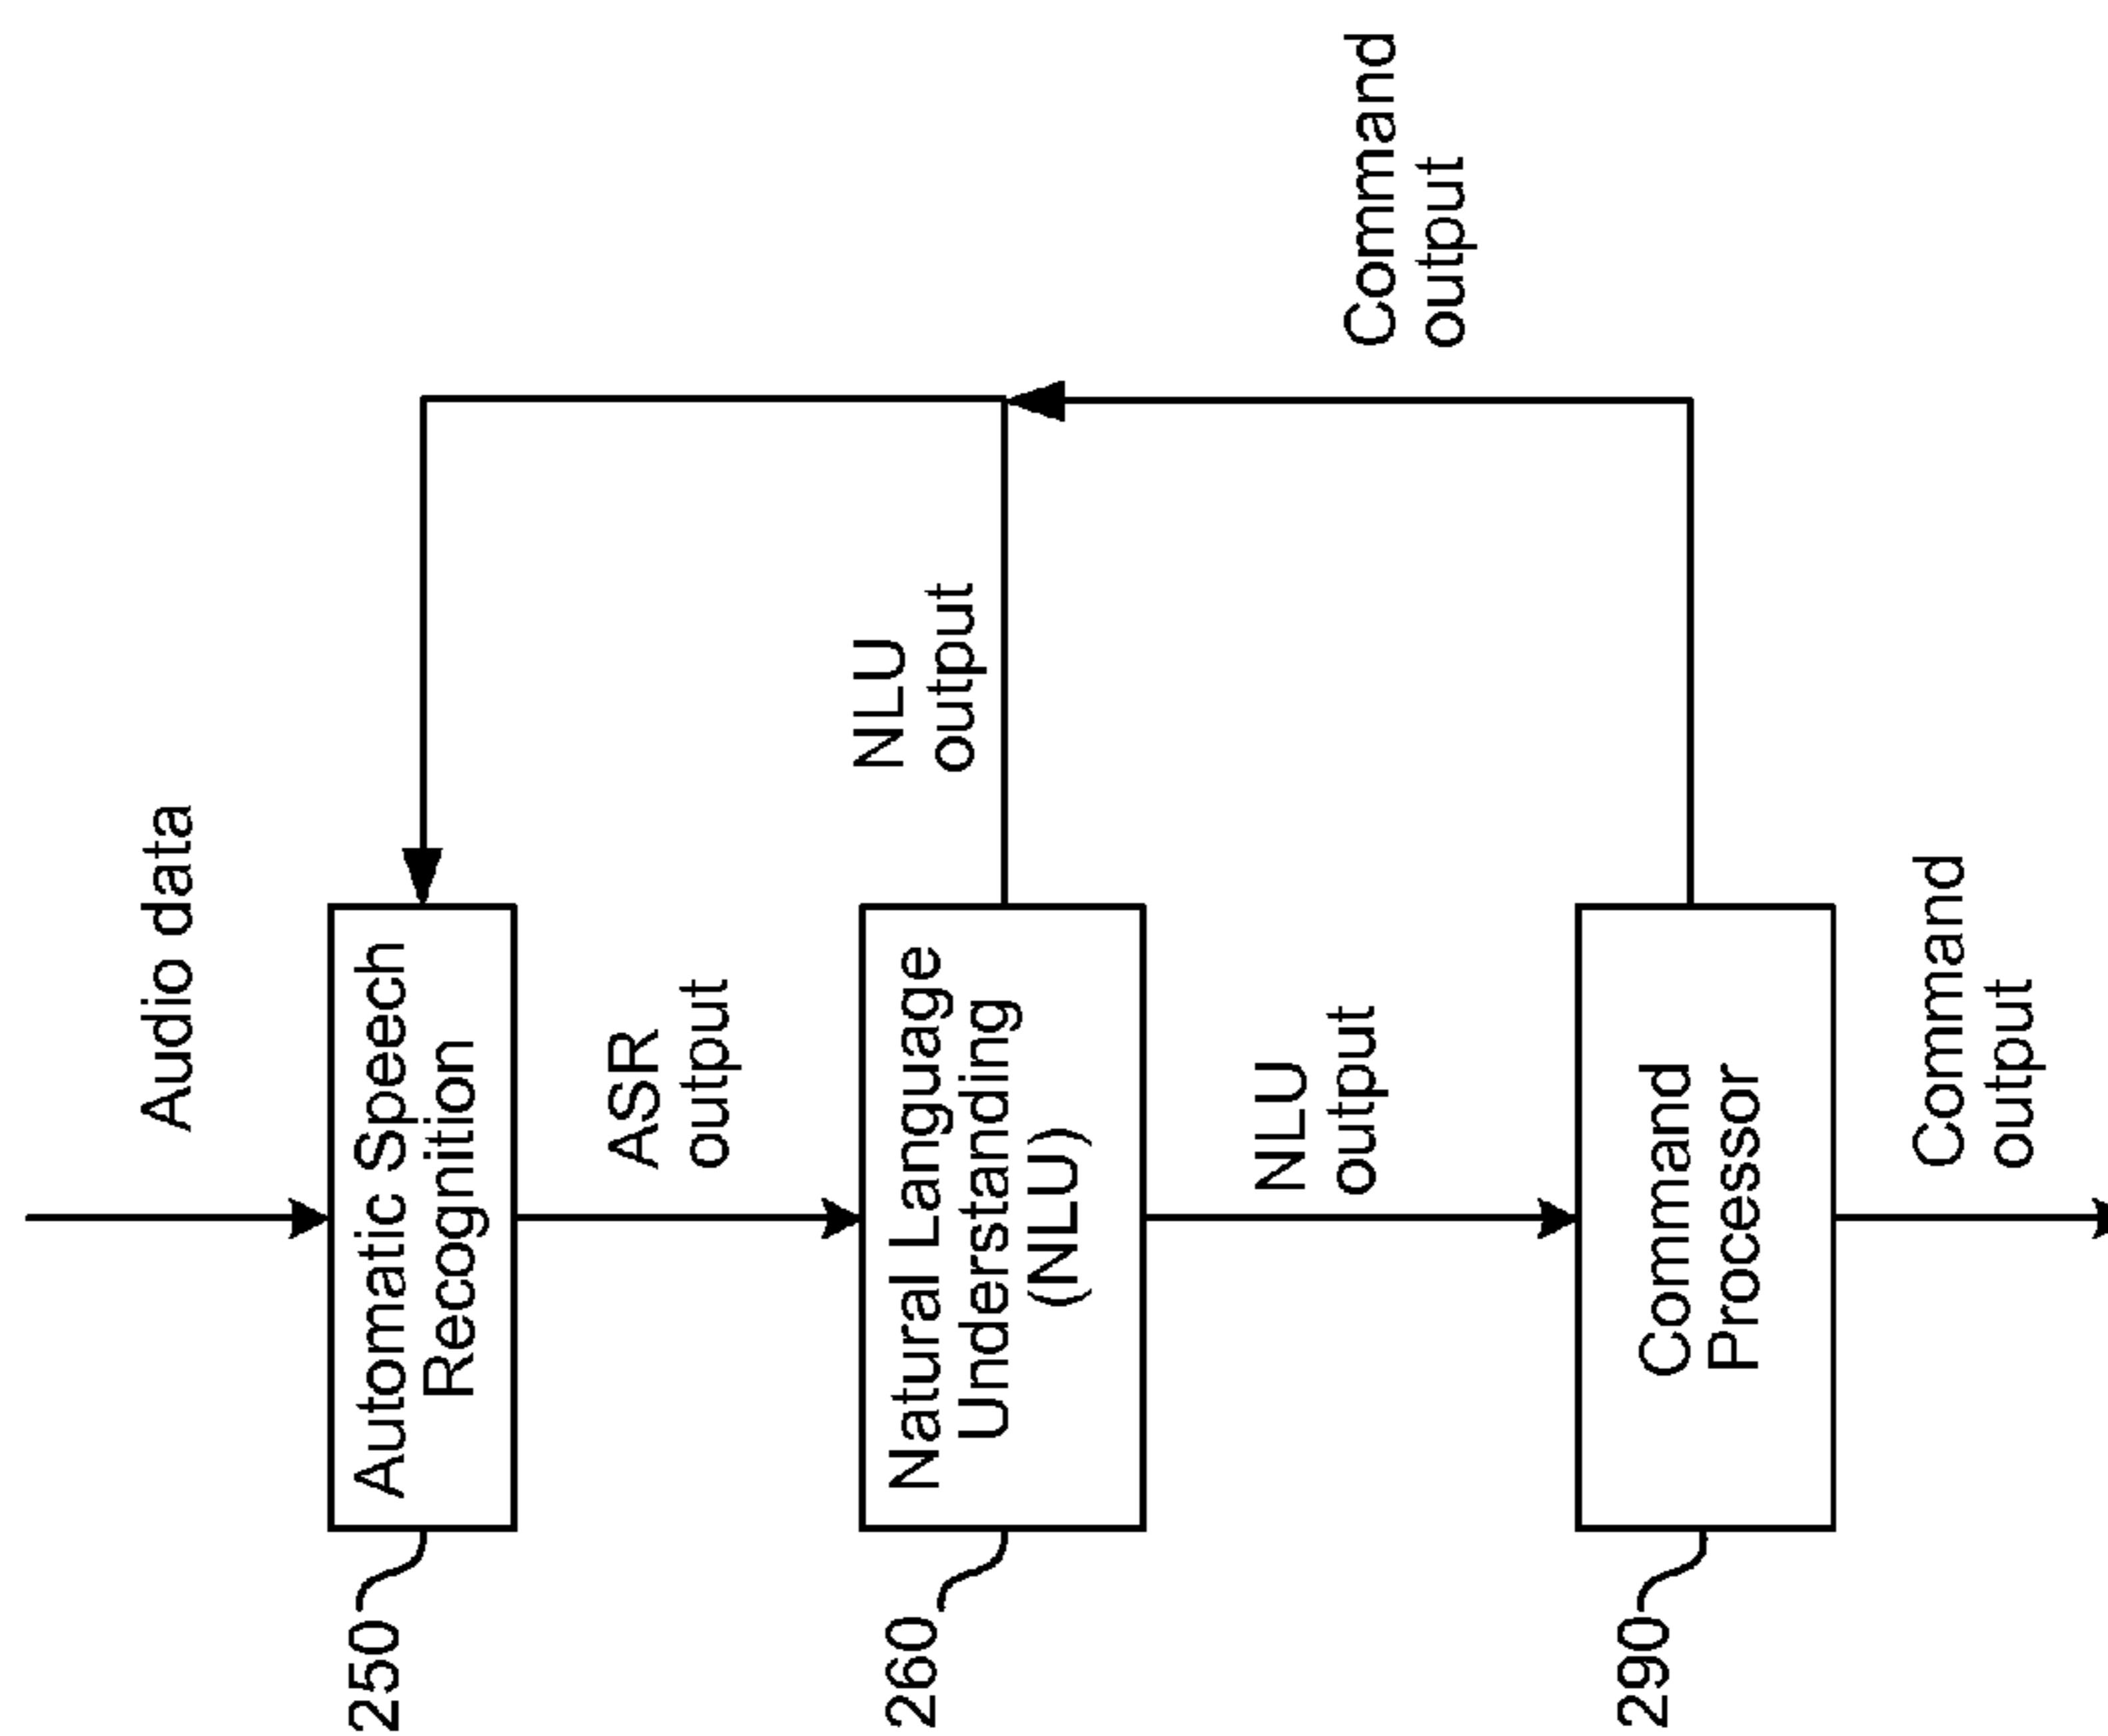 Audio data
250
Automatic Speech
Recognition
ASR
output
260
Natural Language
Understanding
(NLU)
NLU
output
NLU
output
290
Command
Processor
Command
output
Command
output